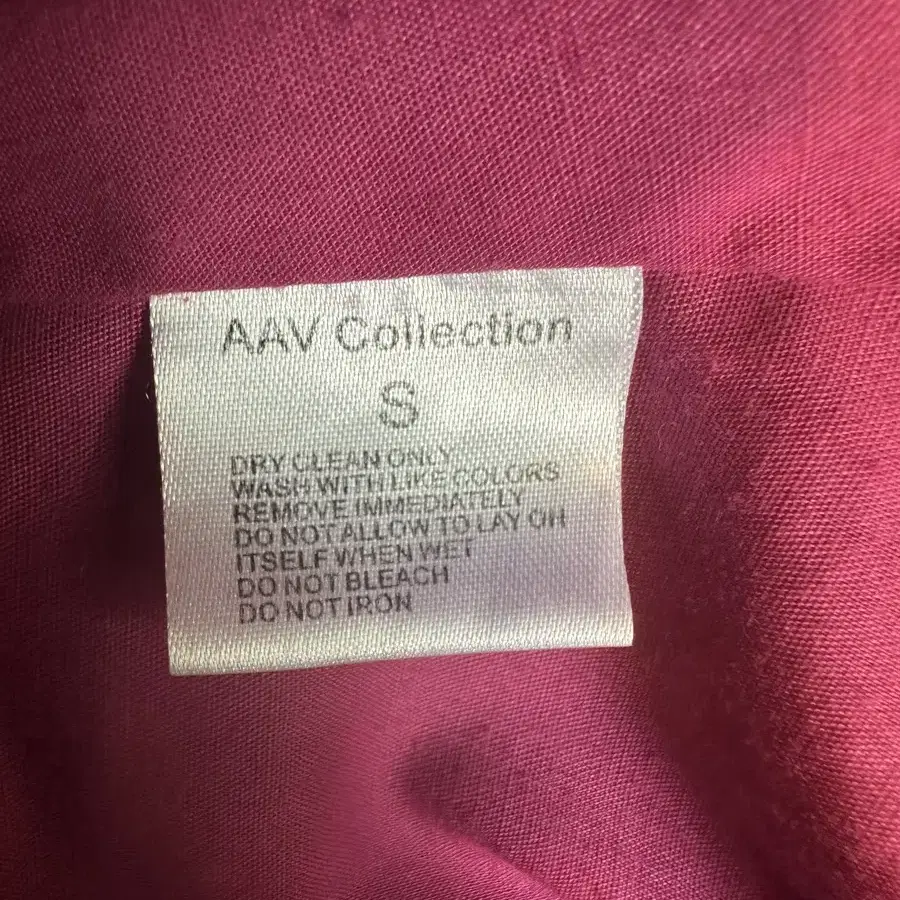 AAV Collection
S
DRY CLEAN ONLY
WASH WITH LIKE COLORS
REMOVE IMMEDIATELY
DO NOT ALLOW TO LAY OH
ITSELF WHEN WET
DO NOT BLEACH
DO NOT IRON